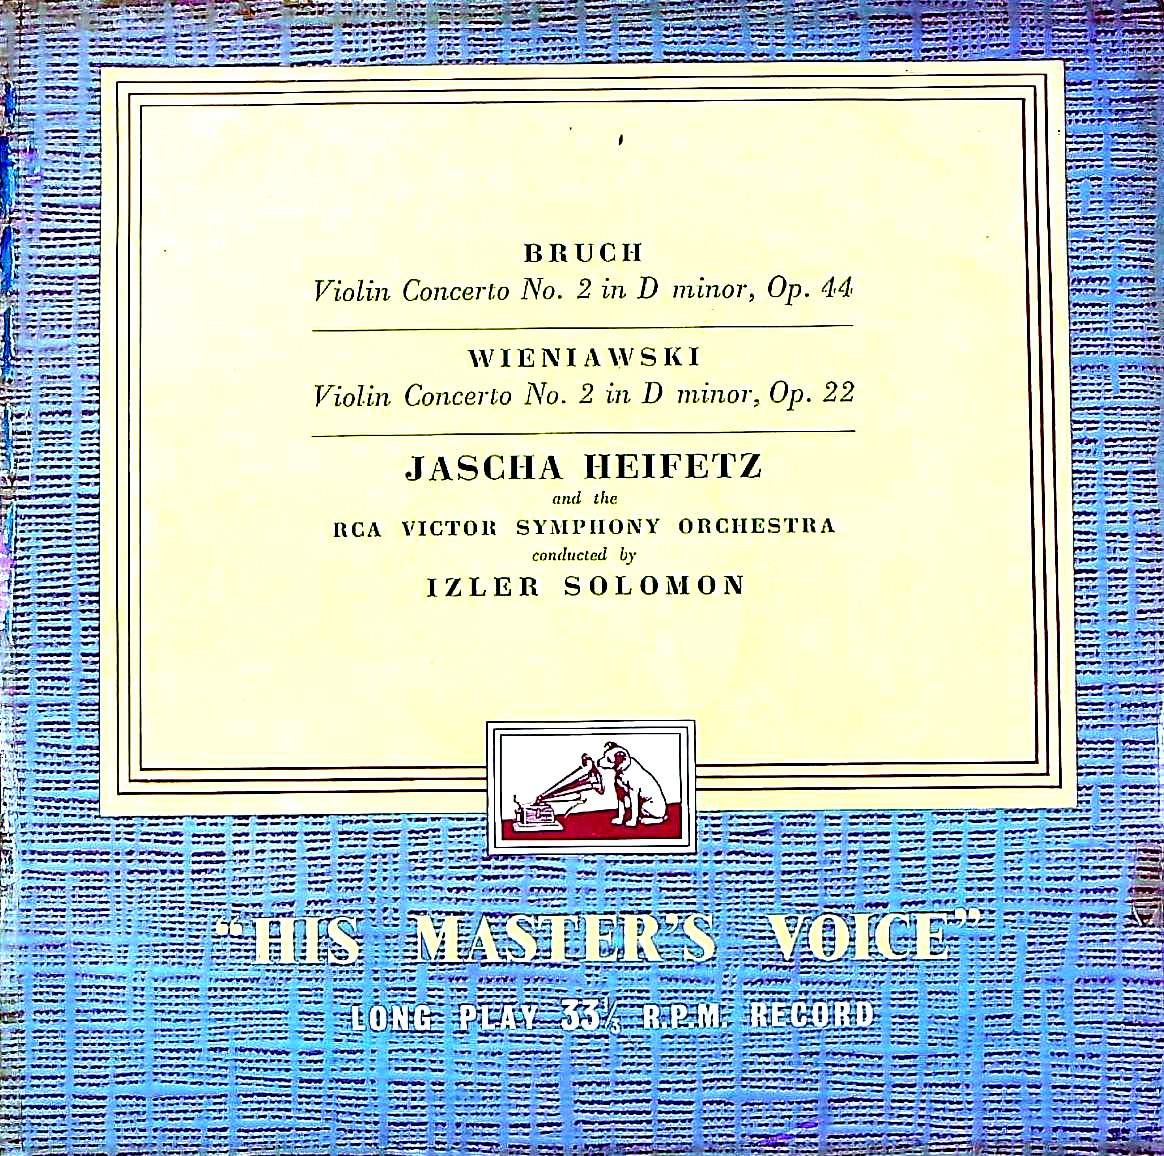 BRUCH
Violin Concerto No. 2 in D minor, Op. 44
WIENIAWSKI
Violin Concerto No. 2 in D minor, Op. 22
JASCHA HEIFETZ
and the
RCA VICTOR SYMPHONY ORCHESTRA
conducted by
IZLER SOLOMON
“HIS MASTER’S VOICE”
LONG PLAY 33⅓ R.P.M. RECORD